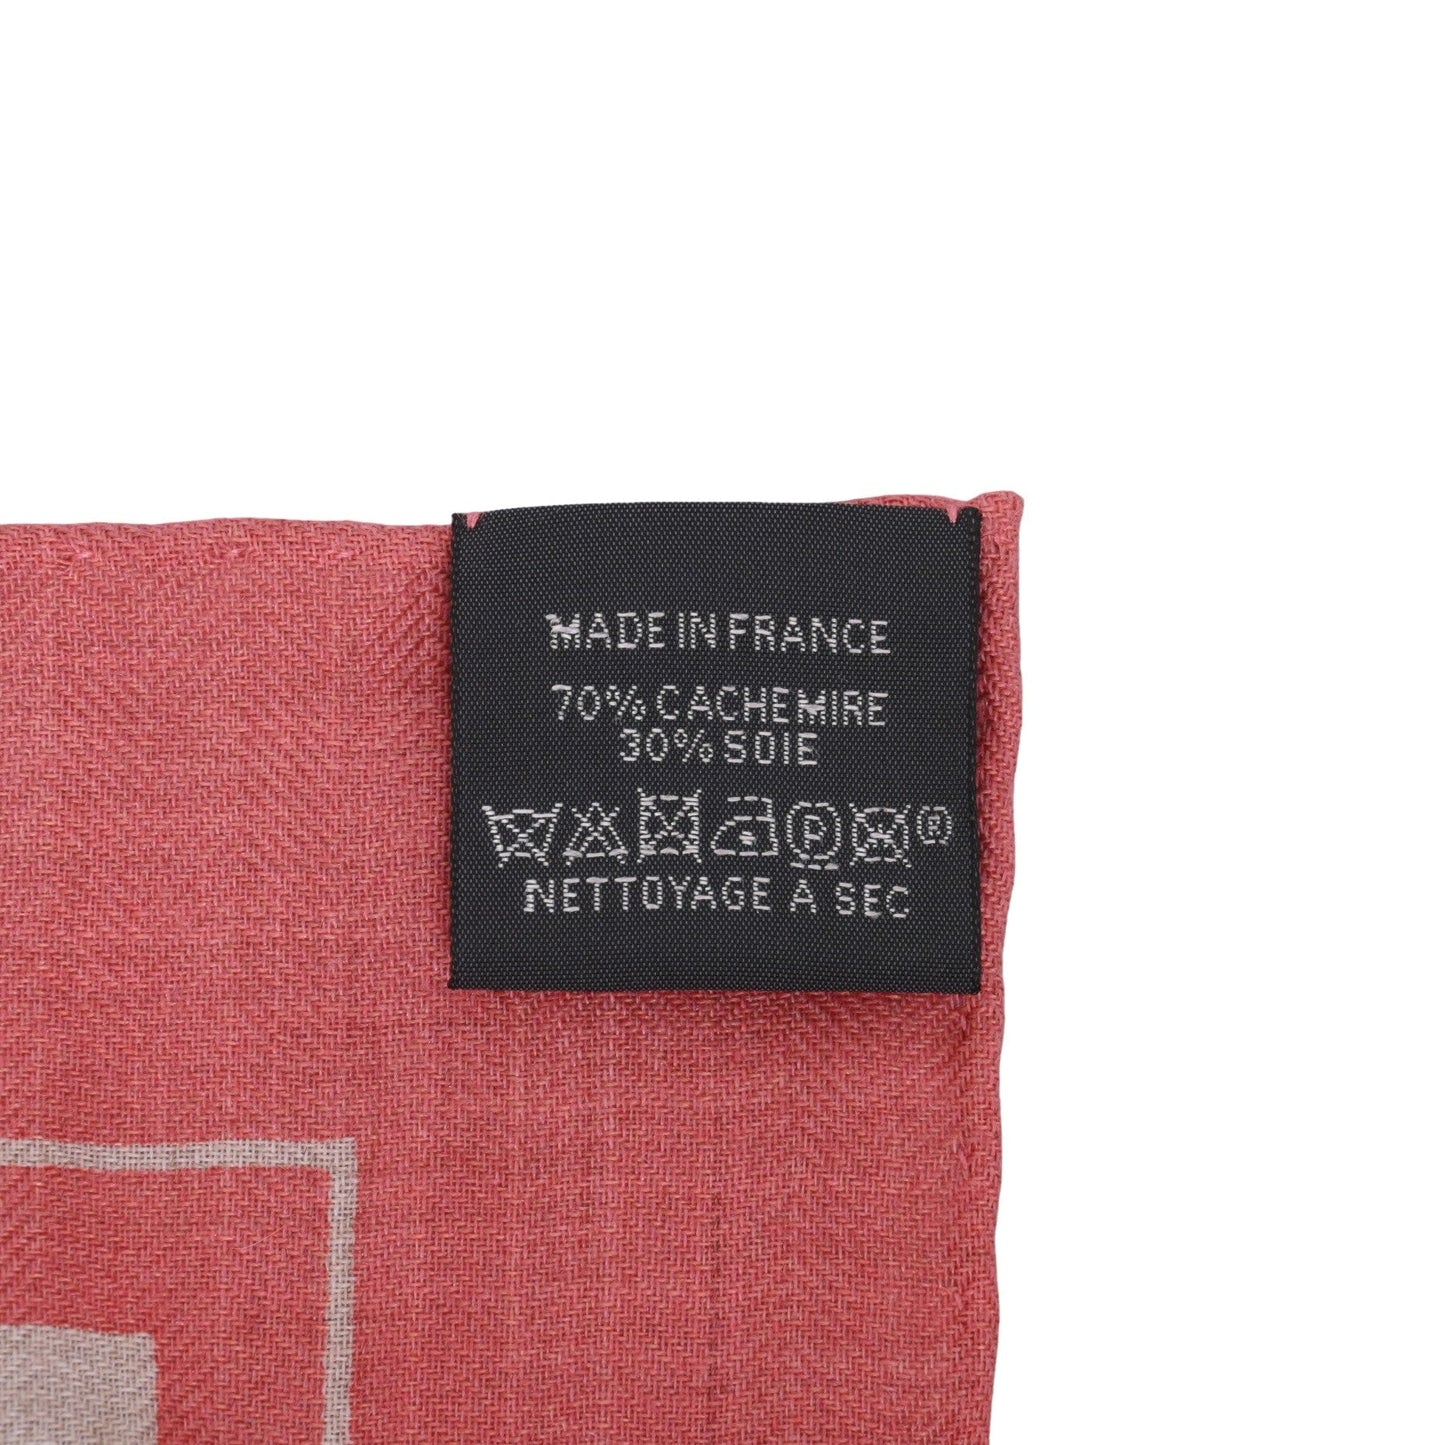 MADE IN FRANCE
70% CACHEMIRE
30% SOIE
P ®
NETTOYAGE A SEC